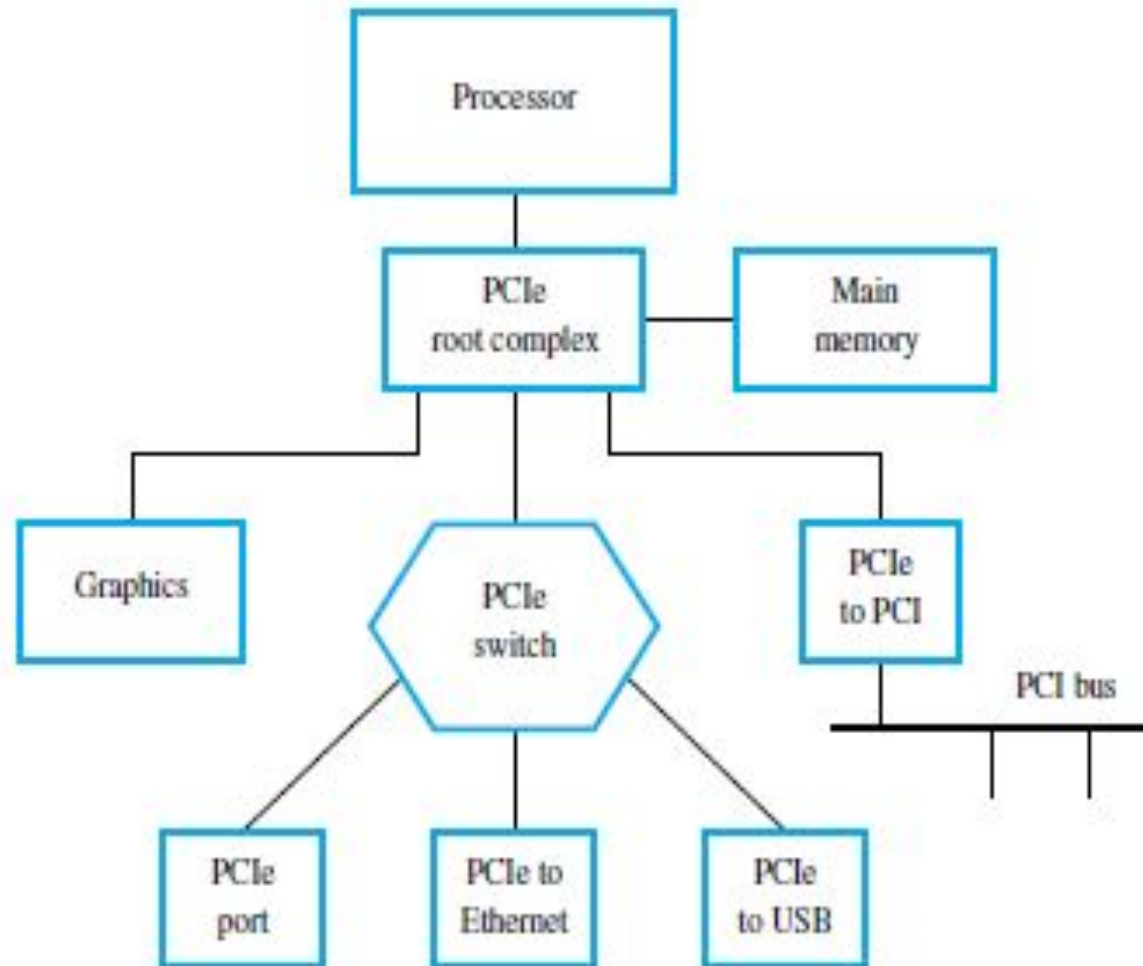 Processor
PCIe
root complex
Main
memory
Graphics
PCIe
switch
PCIe
to PCI
PCI bus
PCIe
port
PCIe to
Ethernet
PCIe
to USB